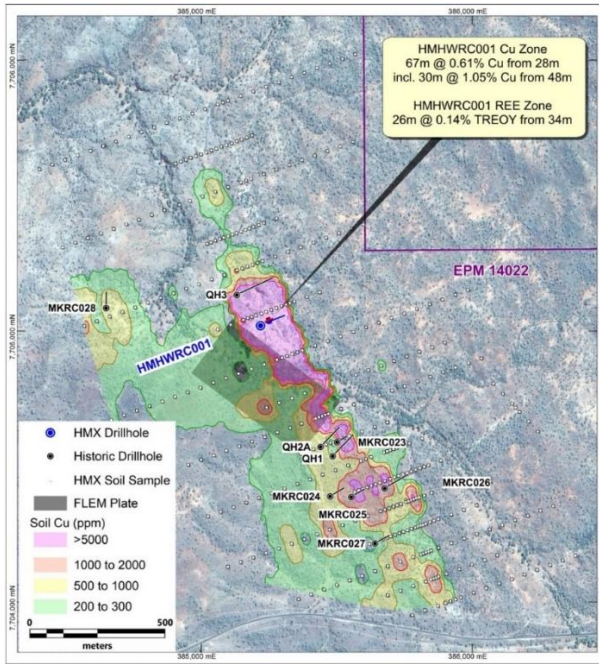 385,000 mE
386,000 mE
7,706,000 mN
HMHWRC001 Cu Zone
67m @ 0.61% Cu from 28m
incl. 30m @ 1.05% Cu from 48m
HMHWRC001 REE Zone
26m @ 0.14% TREOY from 34m
EPM 14022
QH3
MKRC028
HMHWRC001
7,705,000 mN
QH2A
QH1
MKRC023
MKRC024
MKRC025
MKRC026
MKRC027
HMX Drillhole
Historic Drillhole
HMX Soil Sample
FLEM Plate
Soil Cu (ppm)
>5000
1000 to 2000
500 to 1000
200 to 300
0 500
meters
7,704,000 mN
385,000 mE
386,000 mE